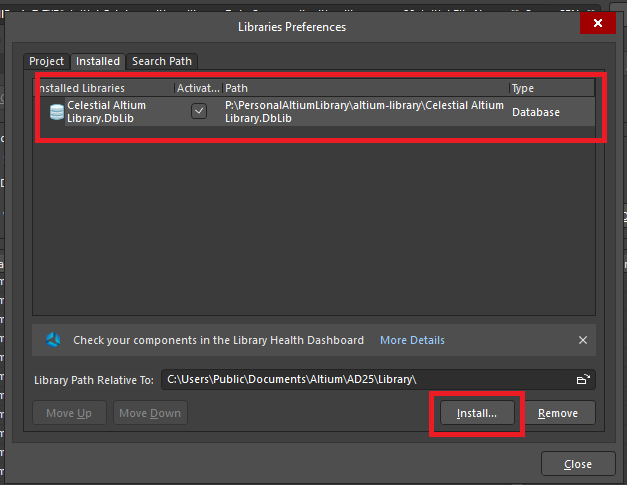 Libraries Preferences
Project Installed Search Path
Installed Libraries Activat... Path Type
Celestial Altium Library.DbLib P:\PersonalAltiumLibrary\altium-library\Celestial Altium Library.DbLib Database
Check your components in the Library Health Dashboard More Details
Library Path Relative To: C:\Users\Public\Documents\Altium\AD25\Library\
Move Up Move Down Install... Remove
Close